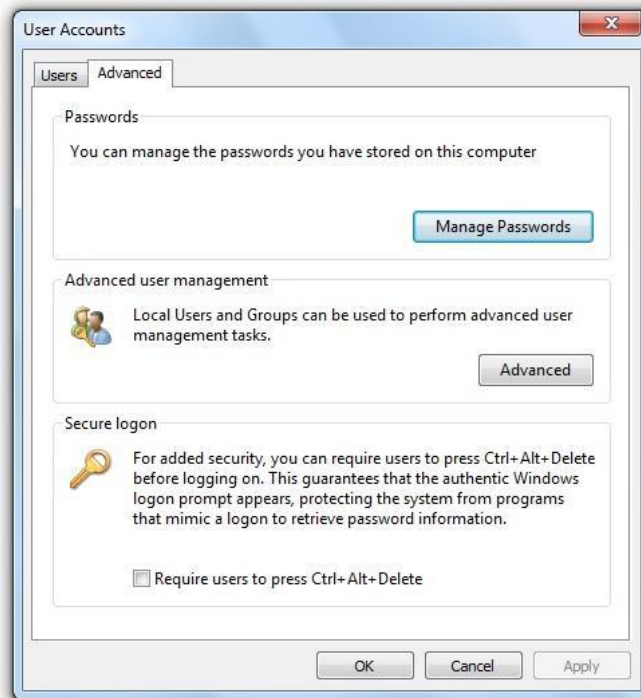 User Accounts
Users
Advanced
Passwords
You can manage the passwords you have stored on this computer
Manage Passwords
Advanced user management
Local Users and Groups can be used to perform advanced user
management tasks.
Advanced
Secure logon
For added security, you can require users to press Ctrl+Alt+Delete
before logging on. This guarantees that the authentic Windows
logon prompt appears, protecting the system from programs
that mimic a logon to retrieve password information.
Require users to press Ctrl+Alt+Delete
OK
Cancel
Apply